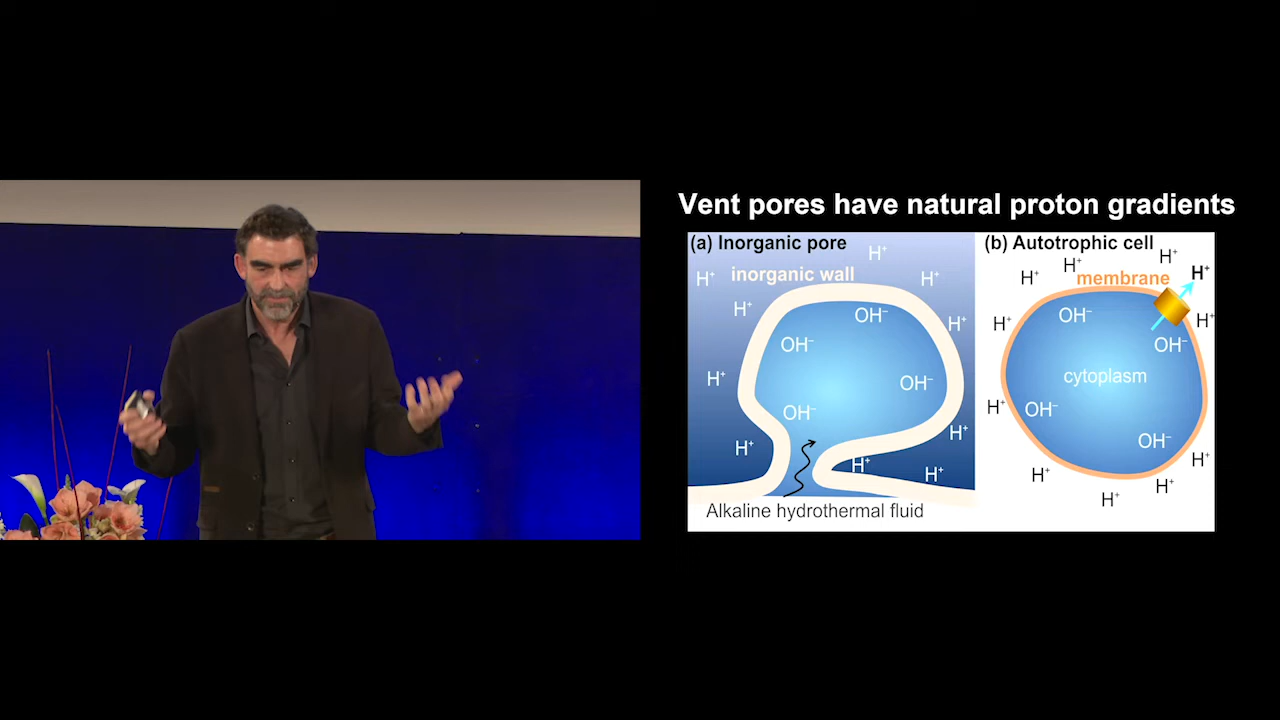 Vent pores have natural proton gradients
(a) Inorganic pore
inorganic wall
H⁺
H⁺
H⁺
H⁺
H⁺
H⁺
H⁺
H⁺
H⁺
H⁺
OH⁻
OH⁻
OH⁻
OH⁻
Alkaline hydrothermal fluid
(b) Autotrophic cell
membrane
H⁺
H⁺
H⁺
H⁺
H⁺
H⁺
H⁺
H⁺
H⁺
H⁺
H⁺
OH⁻
OH⁻
cytoplasm
OH⁻
OH⁻